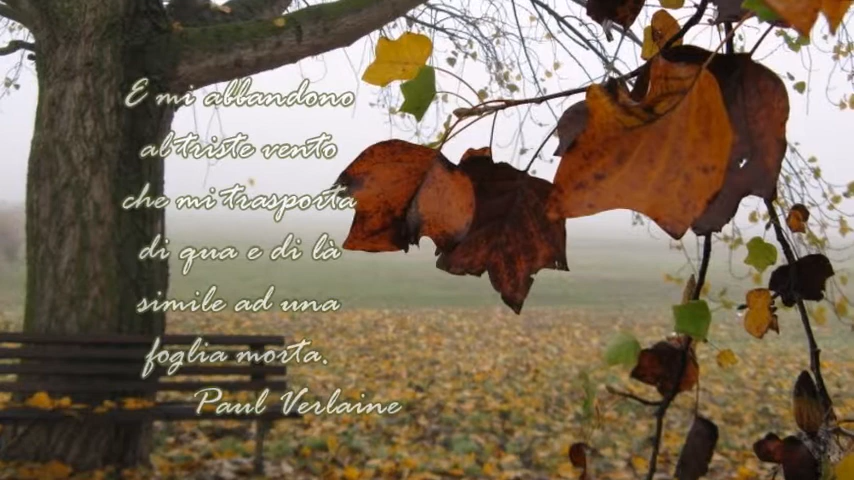 E mi abbandono
al triste vento
che mi trasporta
di qua e di là
simile ad una
foglia morta.
Paul Verlaine